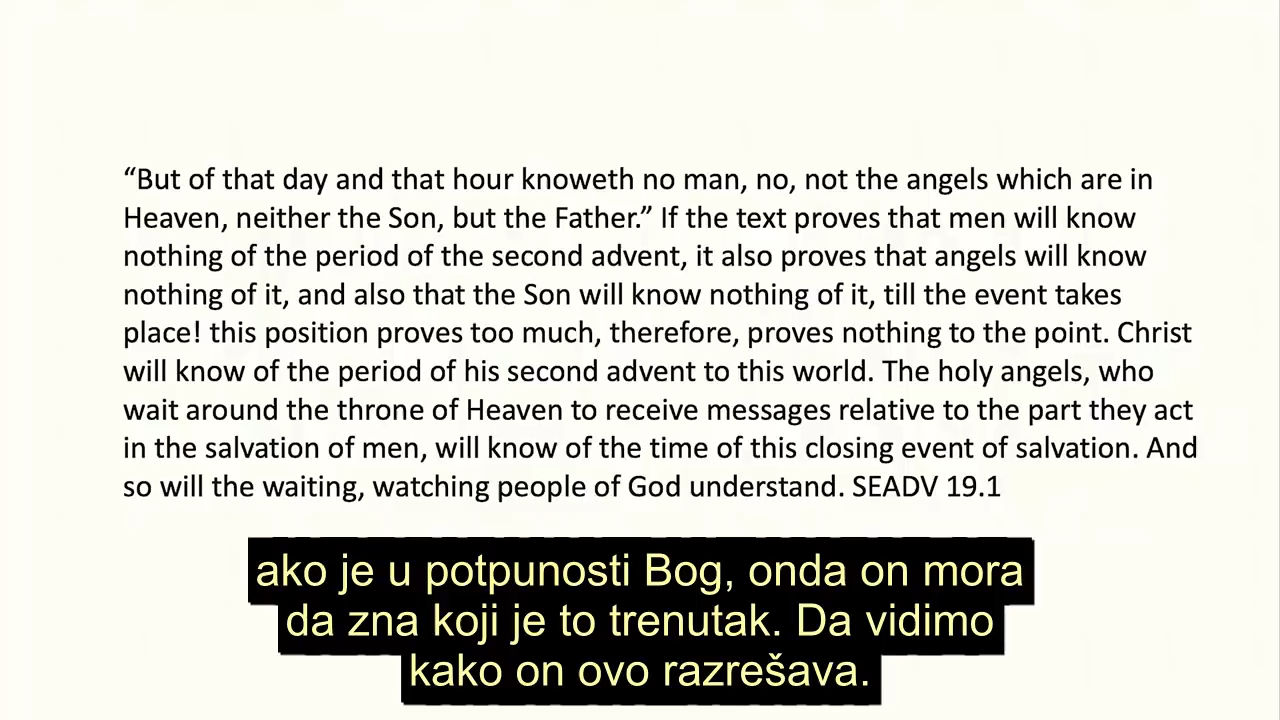 “But of that day and that hour knoweth no man, no, not the angels which are in
Heaven, neither the Son, but the Father.” If the text proves that men will know
nothing of the period of the second advent, it also proves that angels will know
nothing of it, and also that the Son will know nothing of it, till the event takes
place! this position proves too much, therefore, proves nothing to the point. Christ
will know of the period of his second advent to this world. The holy angels, who
wait around the throne of Heaven to receive messages relative to the part they act
in the salvation of men, will know of the time of this closing event of salvation. And
so will the waiting, watching people of God understand. SEADV 19.1
ako je u potpunosti Bog, onda on mora
da zna koji je to trenutak. Da vidimo
kako on ovo razrešava.